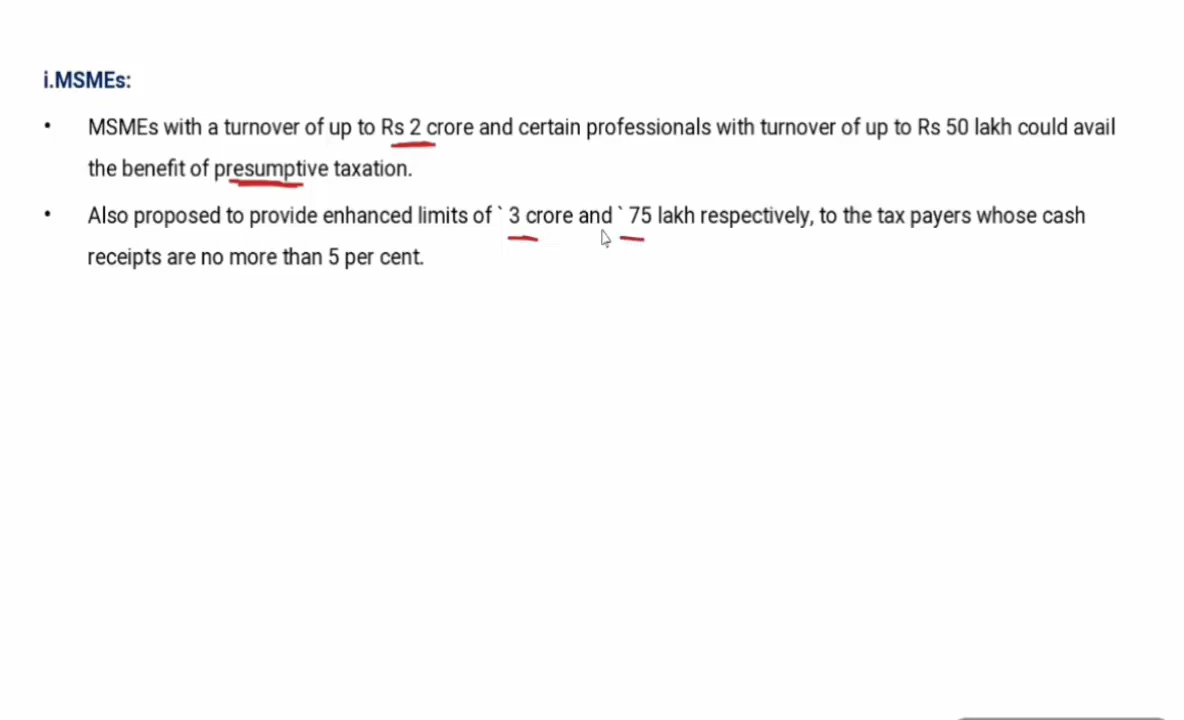 i.MSMEs:
• MSMEs with a turnover of up to Rs 2 crore and certain professionals with turnover of up to Rs 50 lakh could avail
the benefit of presumptive taxation.
• Also proposed to provide enhanced limits of ` 3 crore and ` 75 lakh respectively, to the tax payers whose cash
receipts are no more than 5 per cent.